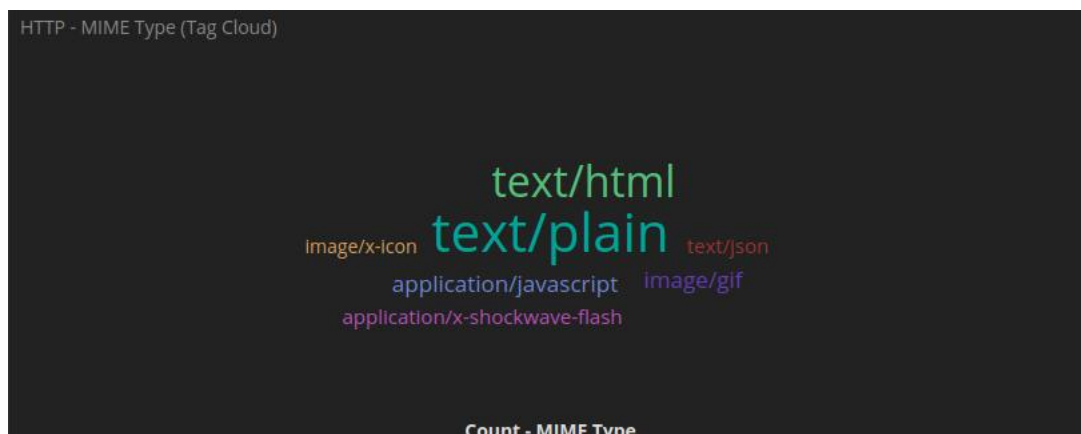 HTTP - MIME Type (Tag Cloud)
text/html
image/x-icon text/plain text/json
application/javascript image/gif
application/x-shockwave-flash
Count - MIME Type